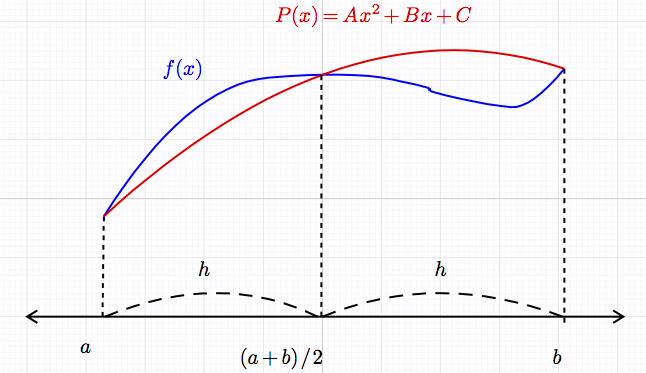 P(x) = Ax² + Bx + C
f(x)
h h
a (a+b)/2 b